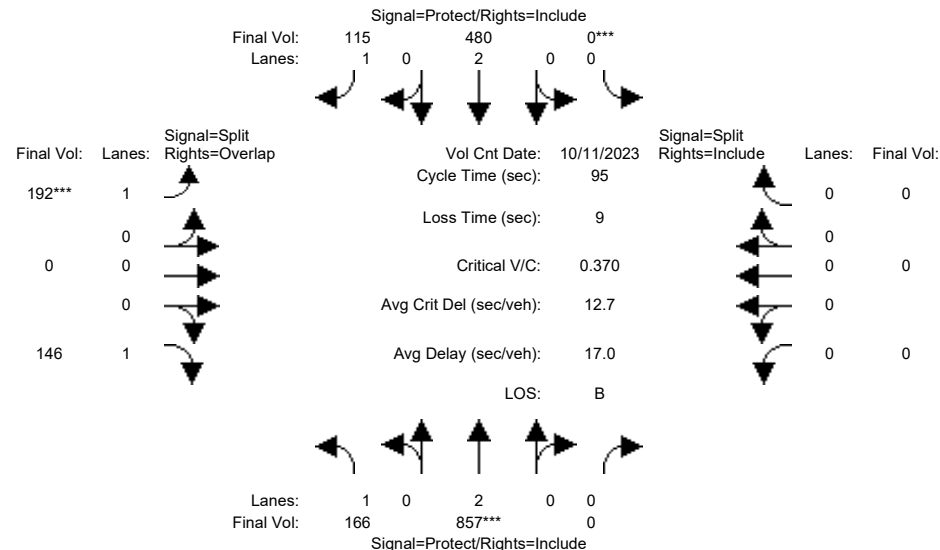 Signal=Protect/Rights=Include
Final Vol: 115 480 0***
Lanes: 1 0 2 0 0
Signal=Split Signal=Split
Final Vol: Lanes: Rights=Overlap Vol Cnt Date: 10/11/2023 Rights=Include Lanes: Final Vol:
Cycle Time (sec): 95
192*** 1 0 0
Loss Time (sec): 9
0 0
0 0 Critical V/C: 0.370 0 0
0 Avg Crit Del (sec/veh): 12.7 0
146 1 Avg Delay (sec/veh): 17.0 0 0
LOS: B
Lanes: 1 0 2 0 0
Final Vol: 166 857*** 0
Signal=Protect/Rights=Include